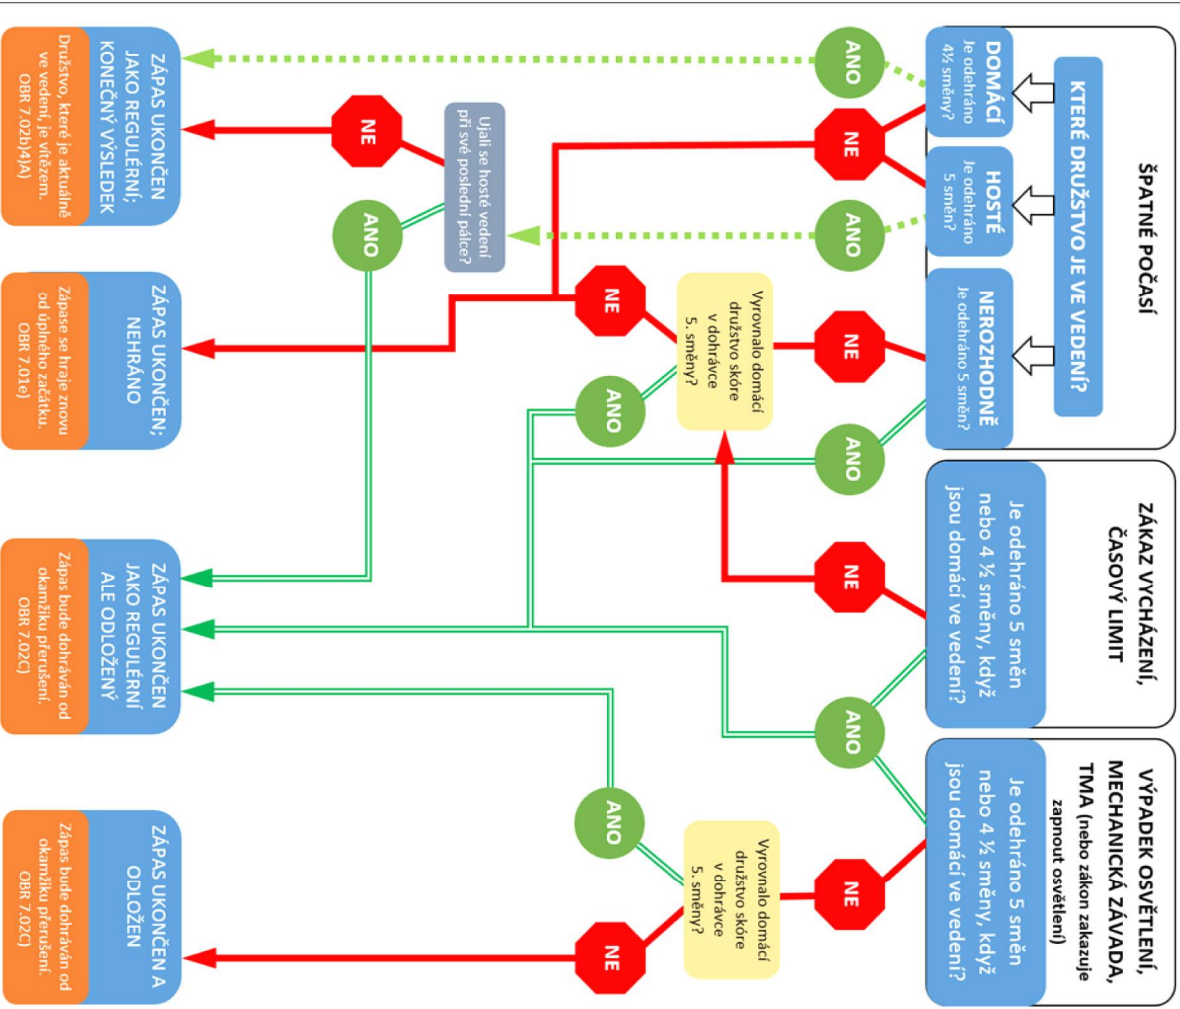 ŠPATNÉ POČASÍ
KTERÉ DRUŽSTVO JE VE VEDENÍ?
DOMÁCÍ
Je odehráno
4½ směny?
HOSTÉ
Je odehráno
5 směn?
NEROZHODNĚ
Je odehráno 5 směn?
ZÁKAZ VYCHÁZENÍ,
ČASOVÝ LIMIT
Je odehráno 5 směn
nebo 4 ½ směny, když
jsou domácí ve vedení?
VÝPADEK OSVĚTLENÍ,
MECHANICKÁ ZÁVADA,
TMA (nebo zákon zakazuje
zapnout osvětlení)
Je odehráno 5 směn
nebo 4 ½ směny, když
jsou domácí ve vedení?
ANO
NE
ANO
NE
ANO
NE
ANO
NE
Vyrovnalo domácí
družstvo skóre
v dohrávce
5. směny?
Vyrovnalo domácí
družstvo skóre
v dohrávce
5. směny?
NE
ANO
ANO
NE
Ujali se hosté vedení
při své poslední pálce?
NE
ANO
ZÁPAS UKONČEN
JAKO REGULÉRNÍ;
KONEČNÝ VÝSLEDEK
Družstvo, které je aktuálně
ve vedení, je vítězem.
OBR 7.02b)4)A)
ZÁPAS UKONČEN;
NEHRÁNO
Zápase se hraje znovu
od úplného začátku.
OBR 7.01e)
ZÁPAS UKONČEN
JAKO REGULÉRNÍ
ALE ODLOŽENÝ
Zápas bude dohráván od
okamžiku přerušení.
OBR 7.02C)
ZÁPAS UKONČEN A
ODLOŽEN
Zápas bude dohráván od
okamžiku přerušení.
OBR 7.02C)